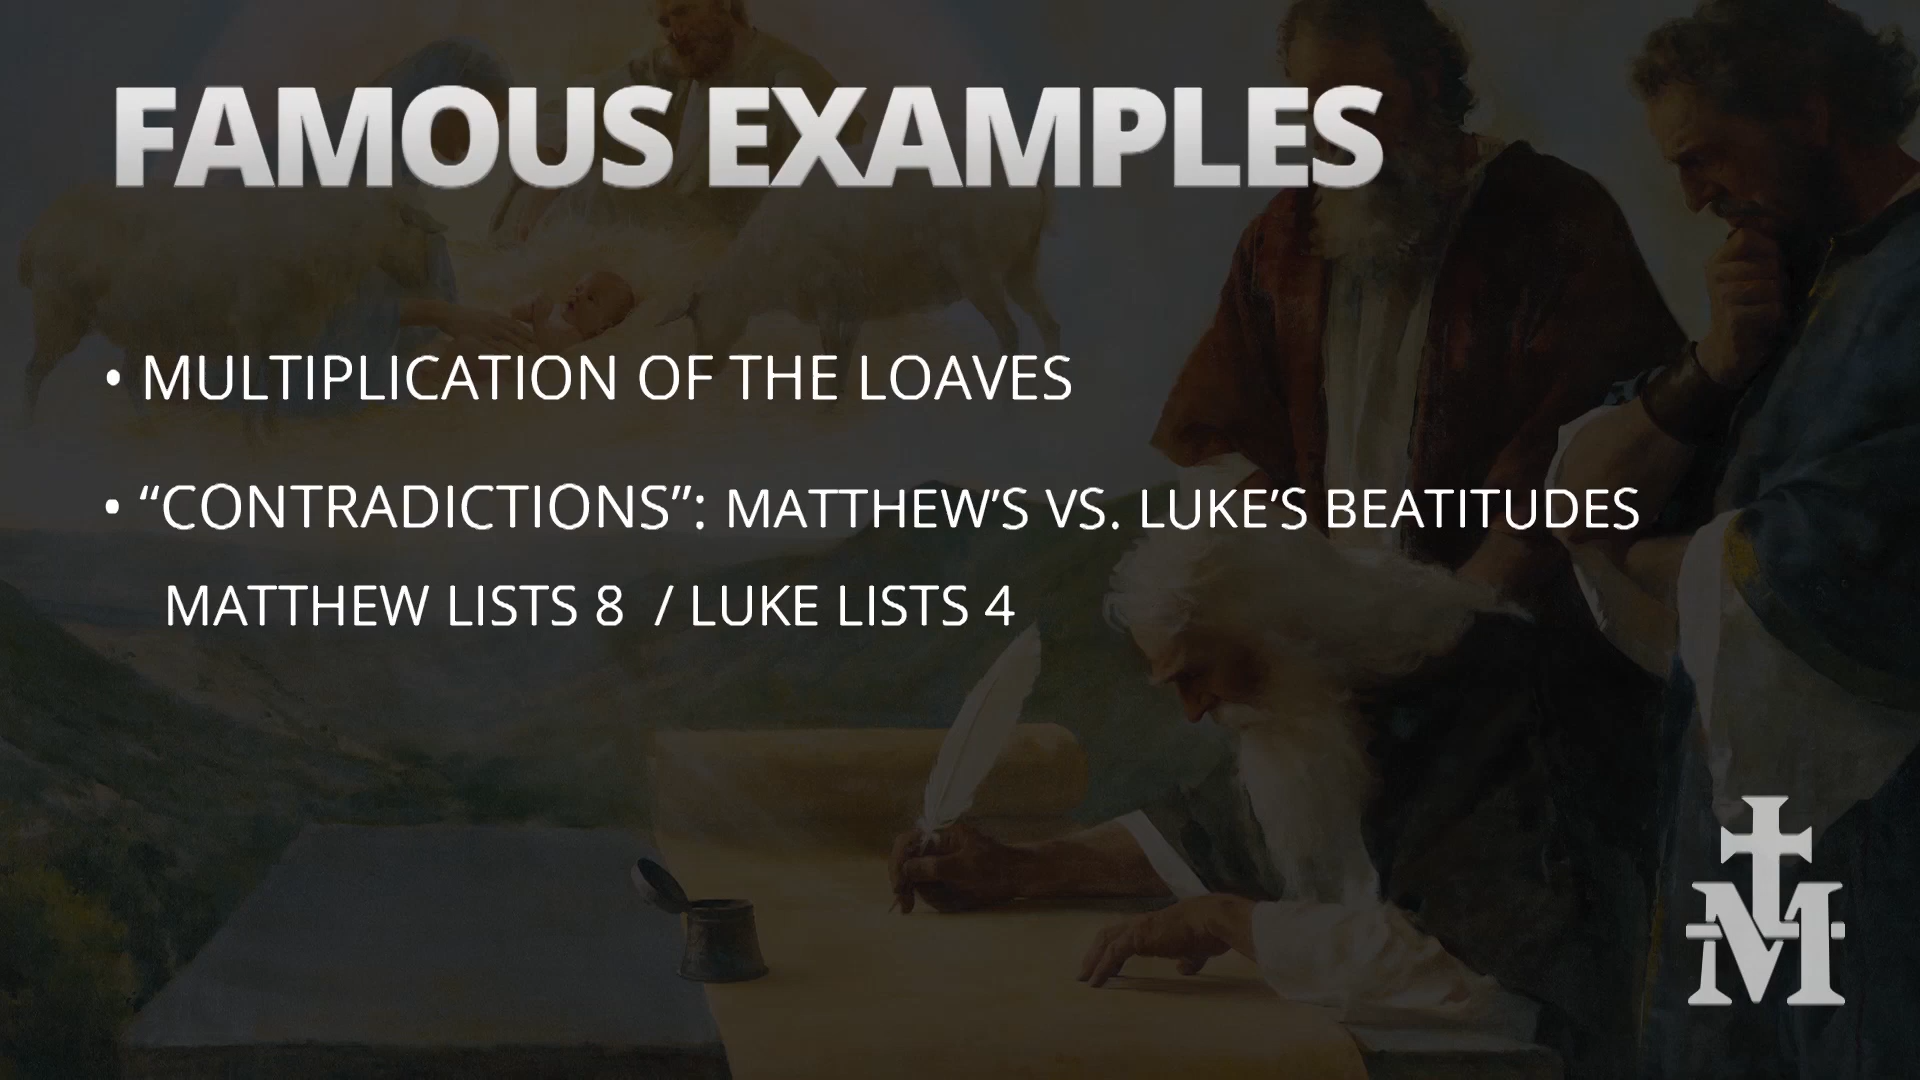 FAMOUS EXAMPLES
• MULTIPLICATION OF THE LOAVES
• “CONTRADICTIONS”: MATTHEW’S VS. LUKE’S BEATITUDES
MATTHEW LISTS 8 / LUKE LISTS 4
M